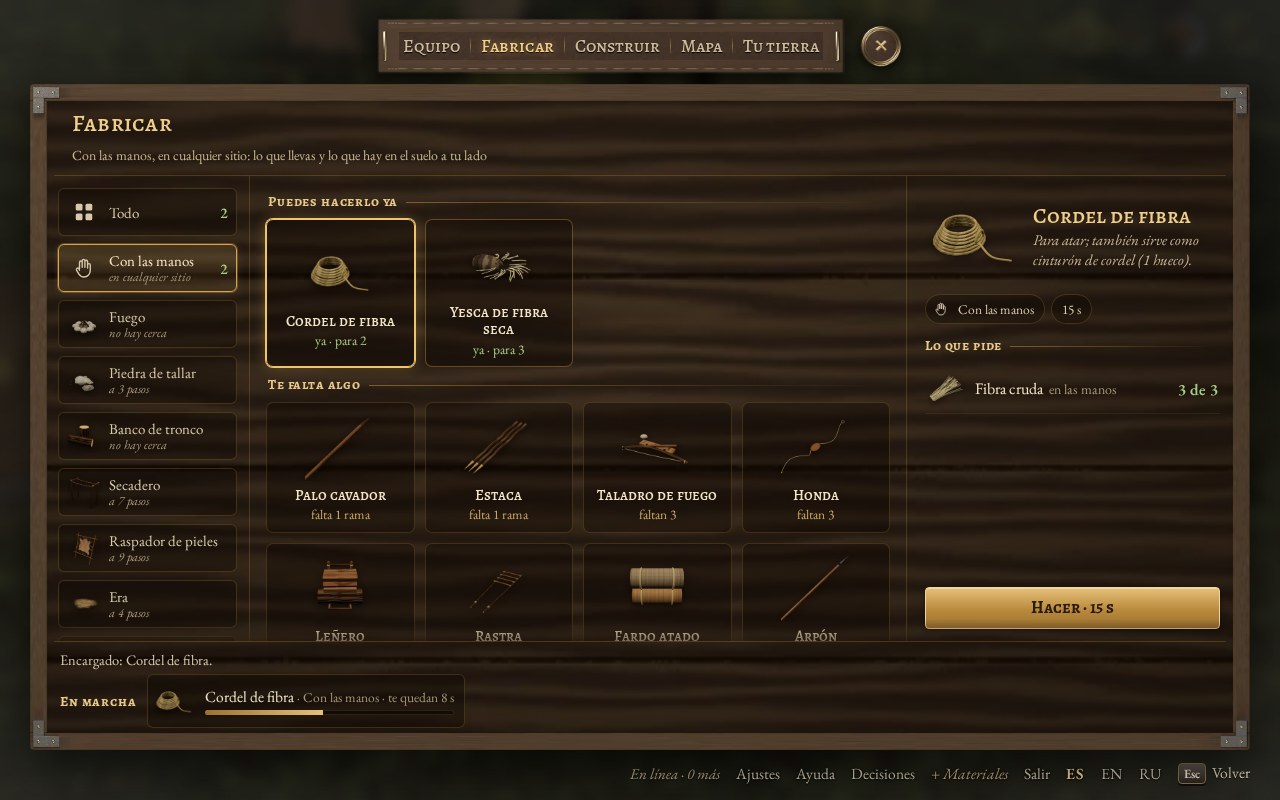 Equipo
Fabricar
Construir
Mapa
Tu tierra
Fabricar
Con las manos, en cualquier sitio: lo que llevas y lo que hay en el suelo a tu lado
Todo
2
Con las manos
en cualquier sitio
2
Fuego
no hay cerca
Piedra de tallar
a 3 pasos
Banco de tronco
no hay cerca
Secadero
a 7 pasos
Raspador de pieles
a 9 pasos
Era
a 4 pasos
Puedes hacerlo ya
Cordel de fibra
ya · para 2
Yesca de fibra
seca
ya · para 3
Te falta algo
Palo cavador
falta 1 rama
Estaca
falta 1 rama
Taladro de fuego
faltan 3
Honda
faltan 3
Leñero
Rastra
Fardo atado
Arpón
Cordel de fibra
Para atar; también sirve como
cinturón de cordel (1 hueco).
Con las manos
15 s
Lo que pide
Fibra cruda en las manos
3 de 3
Hacer · 15 s
Encargado: Cordel de fibra.
En marcha
Cordel de fibra · Con las manos · te quedan 8 s
En línea · 0 más
Ajustes
Ayuda
Decisiones
+ Materiales
Salir
ES
EN
RU
Esc
Volver